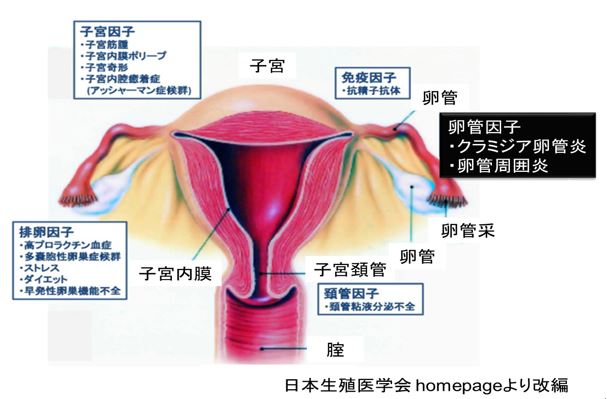 子宮因子
・子宮筋腫
・子宮内膜ポリープ
・子宮奇形
・子宮内腔癒着症
(アッシャーマン症候群)
子宮
免疫因子
・抗精子抗体
卵管
卵管因子
・クラミジア卵管炎
・卵管周囲炎
卵管采
卵管
排卵因子
・高プロラクチン血症
・多嚢胞性卵巣症候群
・ストレス
・ダイエット
・早発性卵巣機能不全
子宮内膜
子宮頚管
頚管因子
・頚管粘液分泌不全
腟
日本生殖医学会 homepageより改編